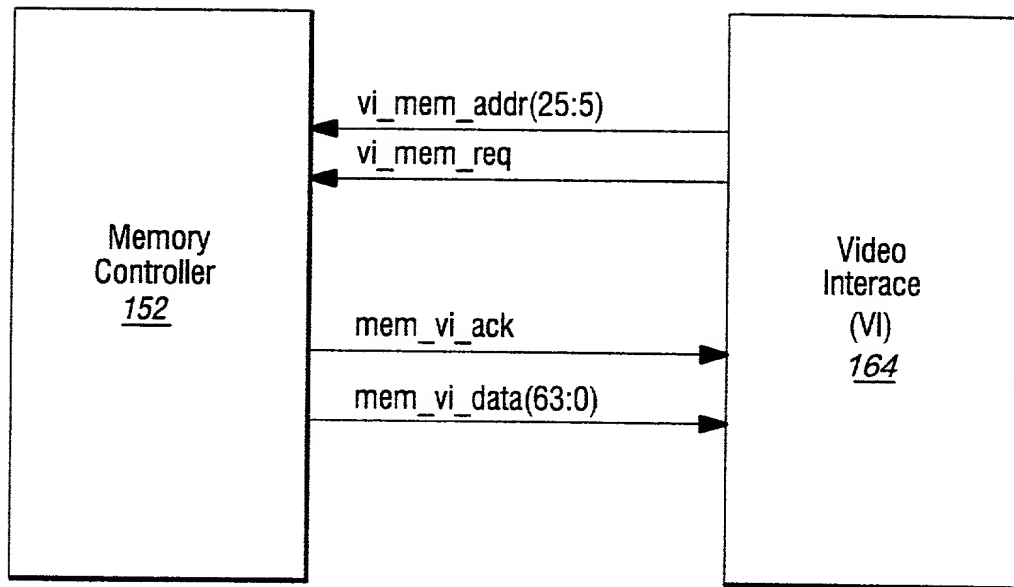 vi_mem_addr(25:5)
vi_mem_req
Memory
Controller
152
Video
Interace
(VI)
164
mem_vi_ack
mem_vi_data(63:0)